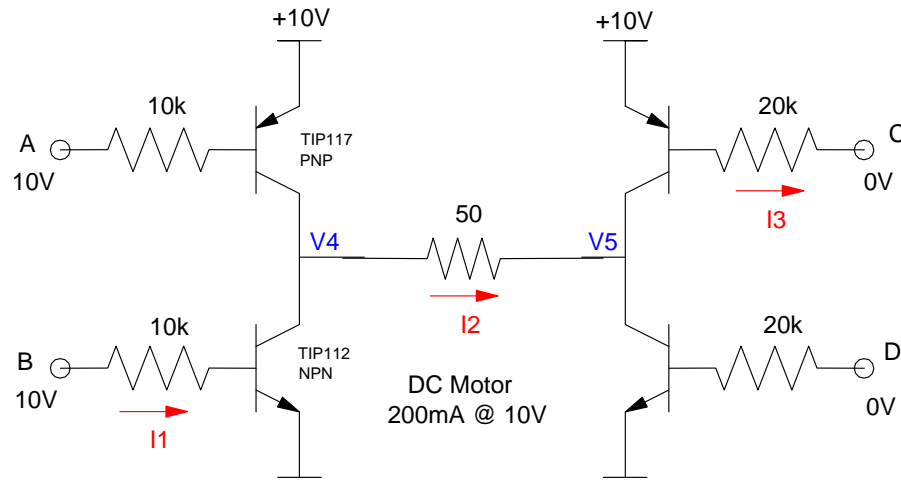 +10V
+10V
10k
20k
A
TIP117
PNP
C
10V
0V
I3
50
V4
V5
I2
10k
20k
B
TIP112
NPN
D
10V
0V
DC Motor
200mA @ 10V
I1